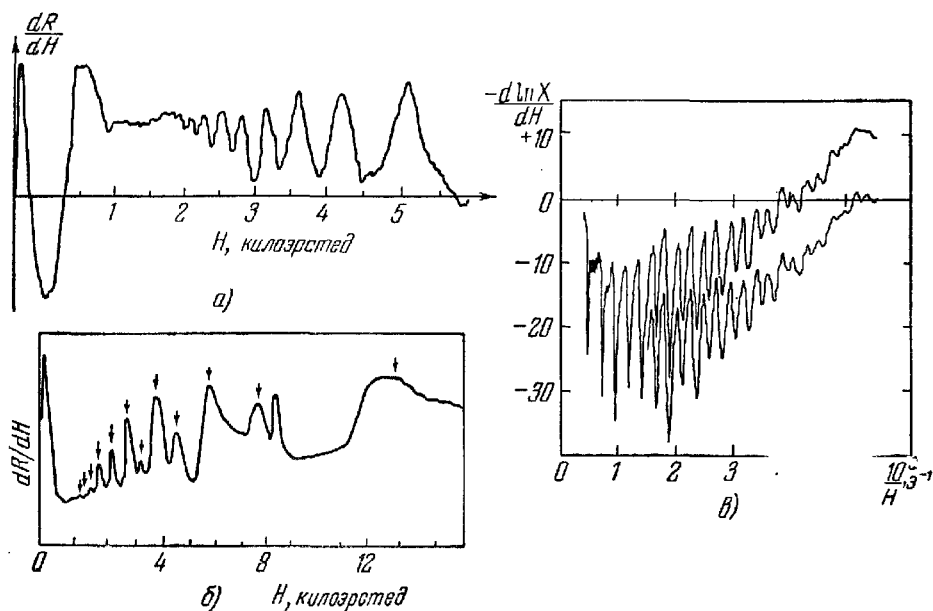 dR
dH
1 2 3 4 5
H, килоэрстед
а)
dR/dH
0 4 8 12
б) H, килоэрстед
-d ln X
dH
+10
0
-10
-20
-30
0 1 2 3
H
,Э⁻¹
в)